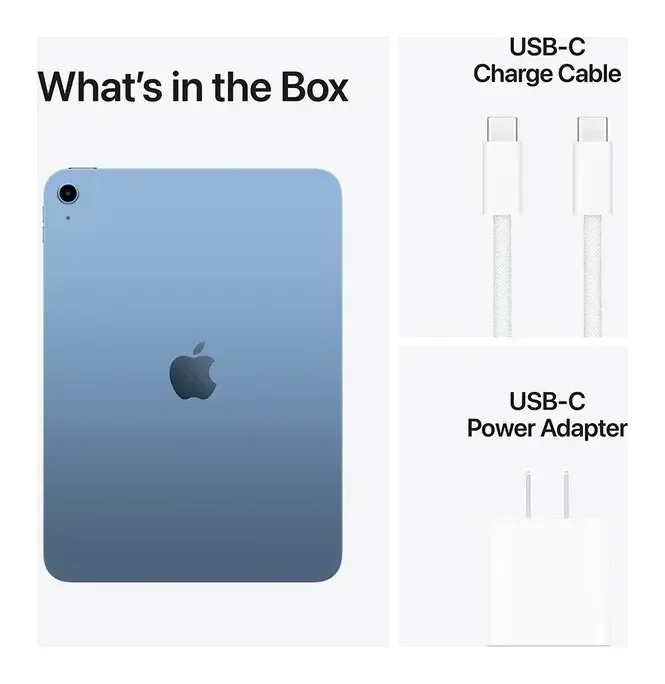 What’s in the Box
USB-C
Charge Cable
USB-C
Power Adapter